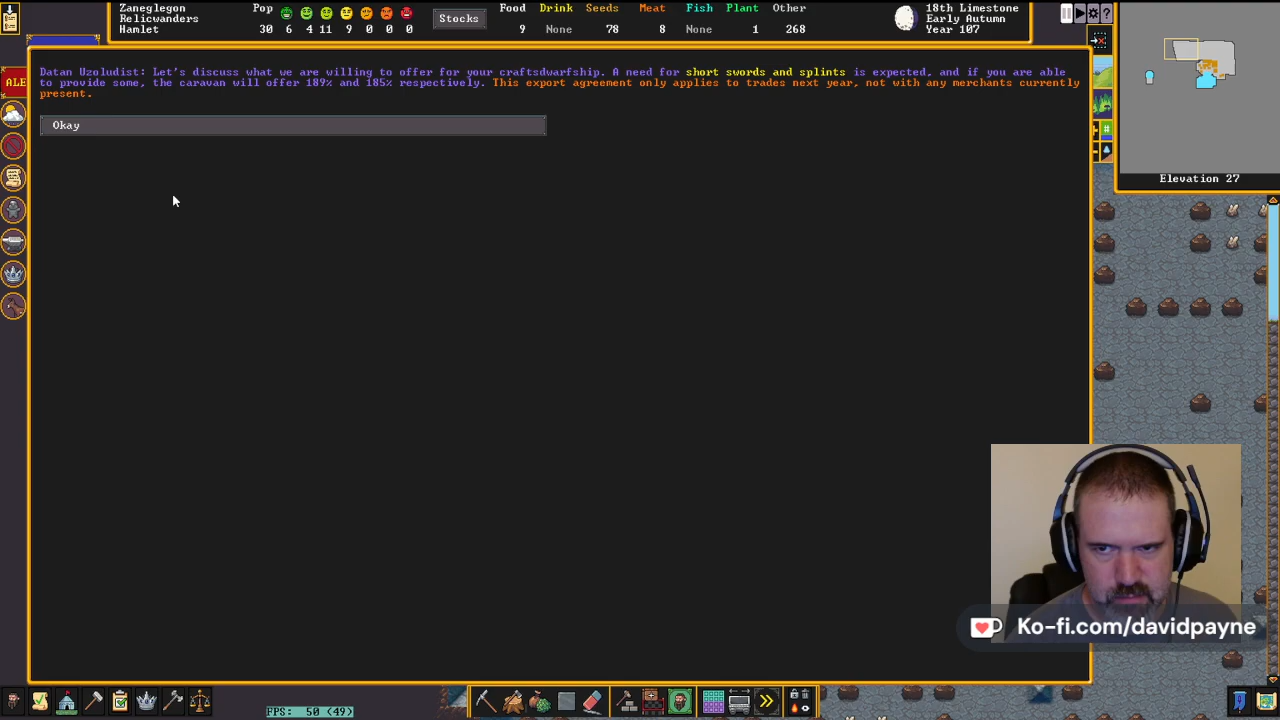 Zaneglegon
Relicwanders
Hamlet
Pop
30 6 4 11 9 0 0 0
Stocks
Food Drink Seeds Meat Fish Plant Other
9 None 78 8 None 1 268
18th Limestone
Early Autumn
Year 107
ALE
Datan Uzoludist: Let's discuss what we are willing to offer for your craftsdwarfship. A need for short swords and splints is expected, and if you are able
to provide some, the caravan will offer 189% and 185% respectively. This export agreement only applies to trades next year, not with any merchants currently
present.
Okay
Elevation 27
Ko-fi.com/davidpayne
FPS: 50 (49)